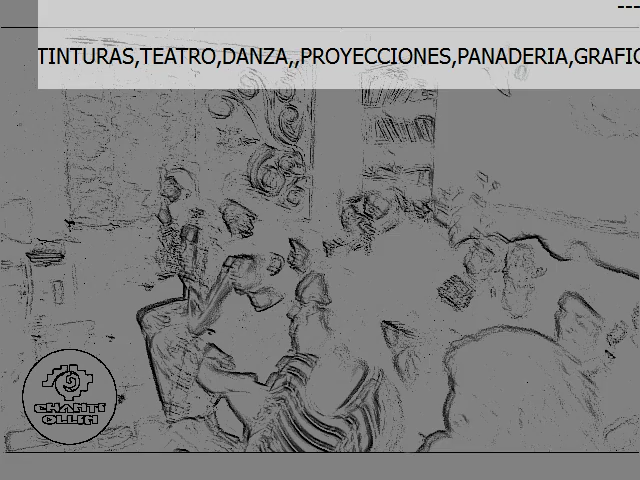 ---
TINTURAS,TEATRO,DANZA,,PROYECCIONES,PANADERIA,GRAFIC
CHANTI
OLLIN